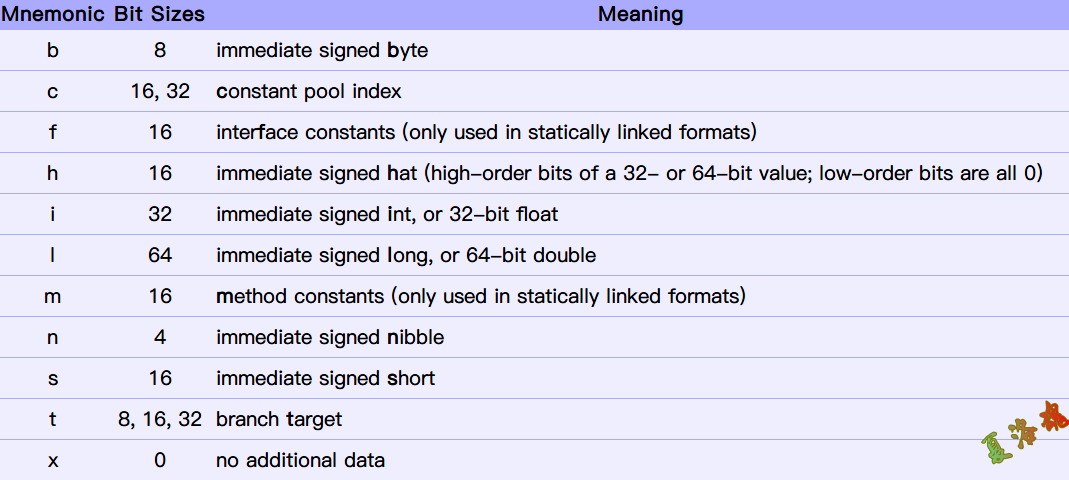 Mnemonic Bit Sizes Meaning
b 8 immediate signed byte
c 16, 32 constant pool index
f 16 interface constants (only used in statically linked formats)
h 16 immediate signed hat (high-order bits of a 32- or 64-bit value; low-order bits are all 0)
i 32 immediate signed int, or 32-bit float
l 64 immediate signed long, or 64-bit double
m 16 method constants (only used in statically linked formats)
n 4 immediate signed nibble
s 16 immediate signed short
t 8, 16, 32 branch target
x 0 no additional data